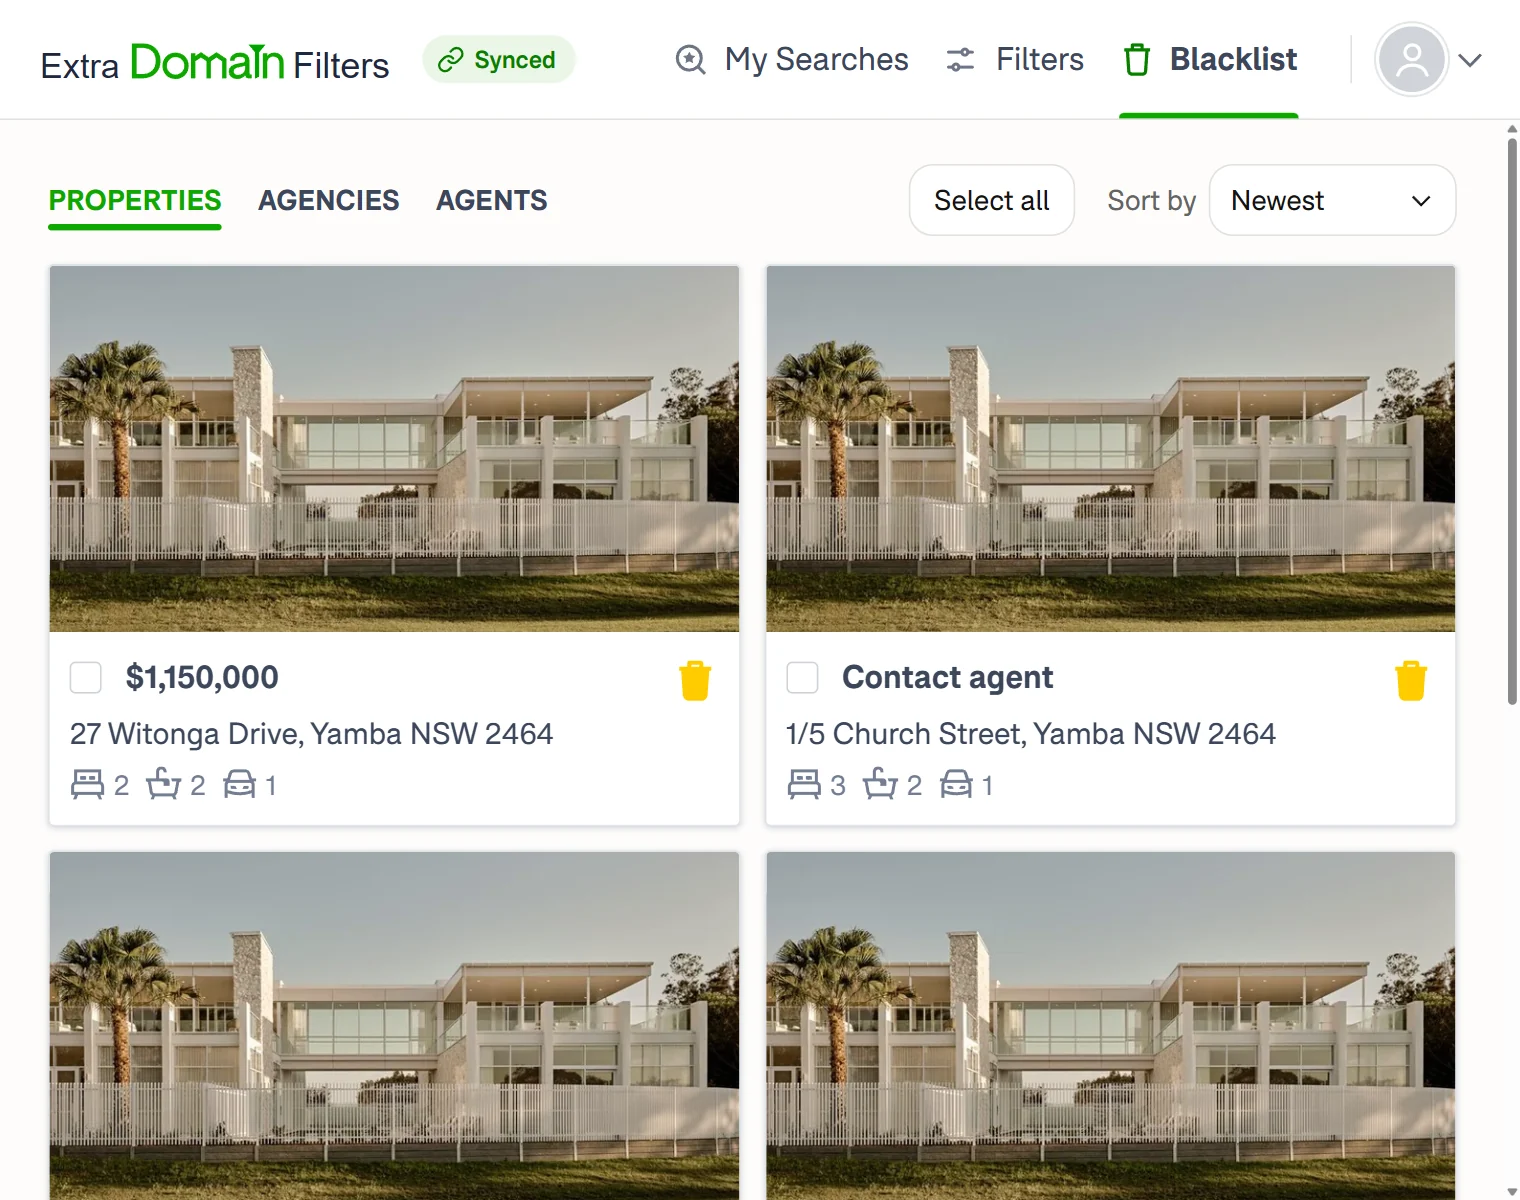 Extra Domain Filters
Synced
My Searches
Filters
Blacklist
PROPERTIES
AGENCIES
AGENTS
Select all
Sort by
Newest
$1,150,000
27 Witonga Drive, Yamba NSW 2464
2 2 1
Contact agent
1/5 Church Street, Yamba NSW 2464
3 2 1